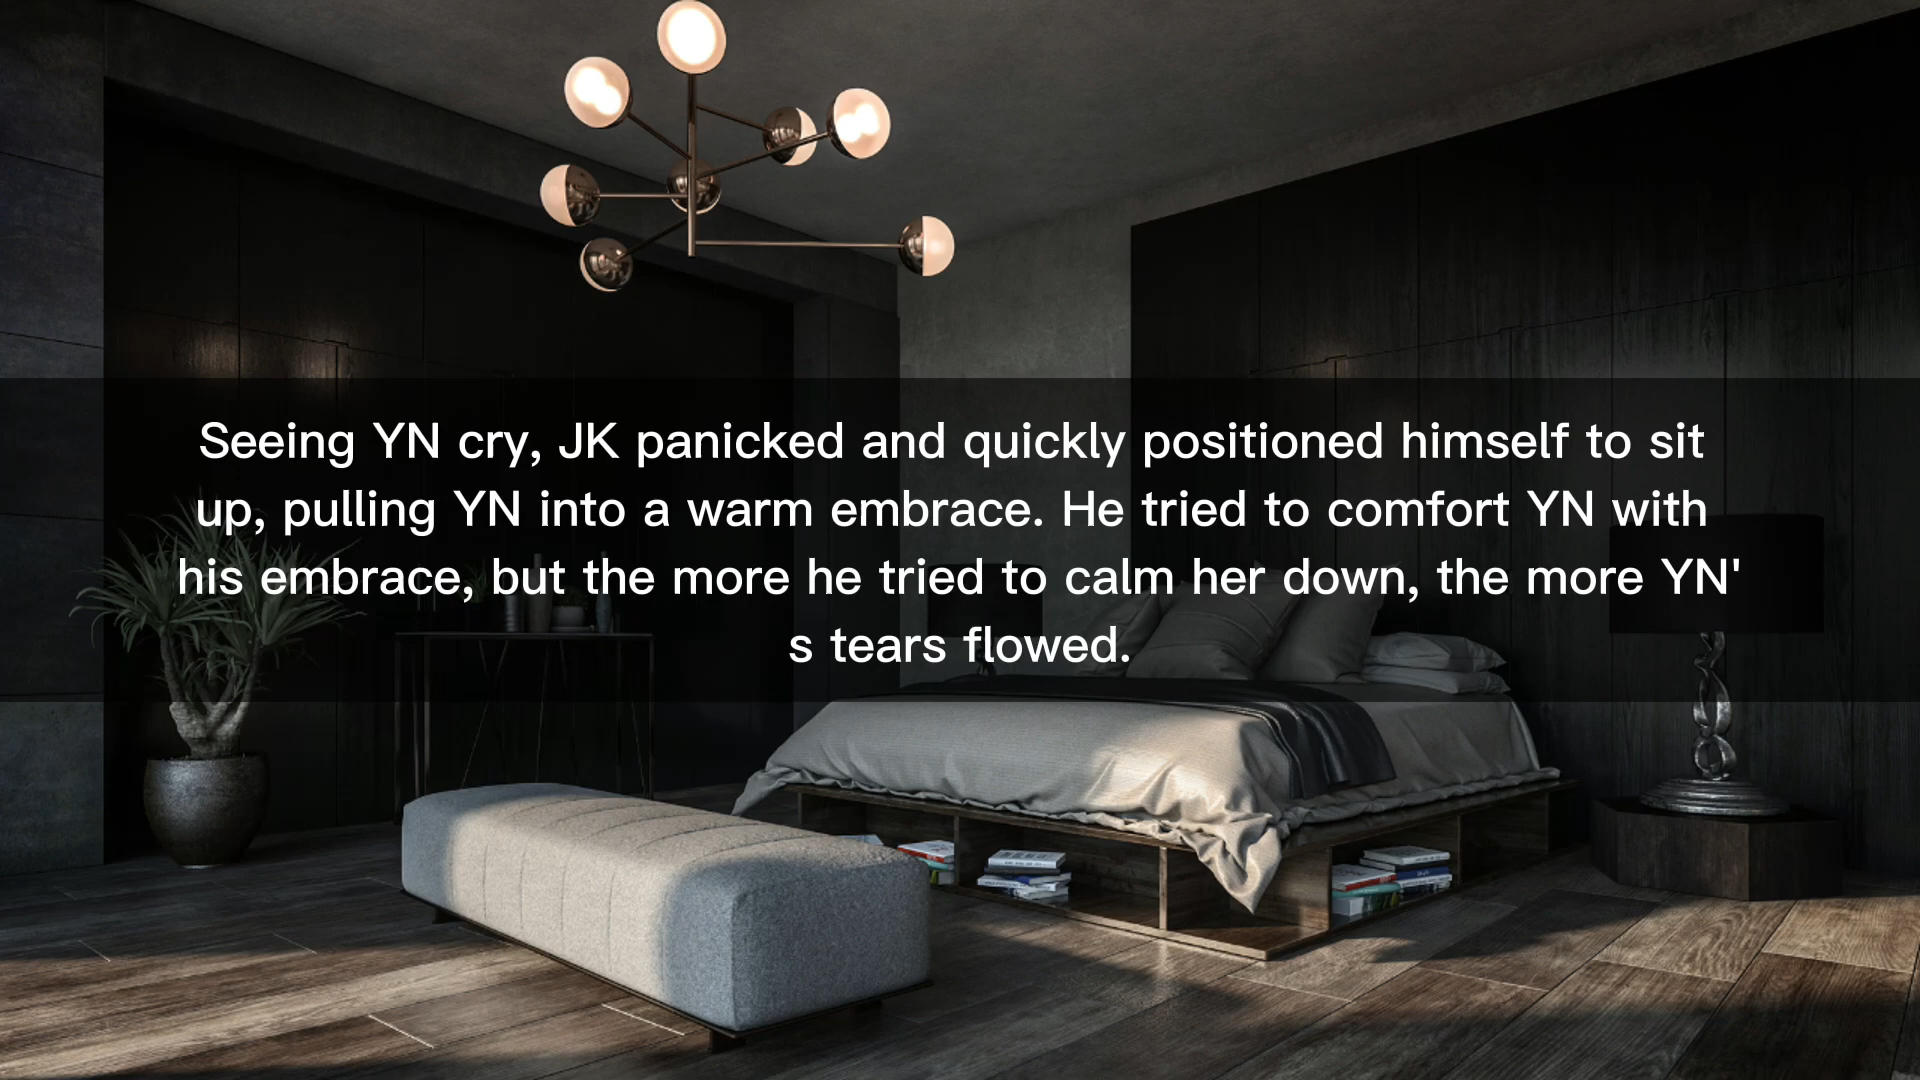 Seeing YN cry, JK panicked and quickly positioned himself to sit
up, pulling YN into a warm embrace. He tried to comfort YN with
his embrace, but the more he tried to calm her down, the more YN'
s tears flowed.